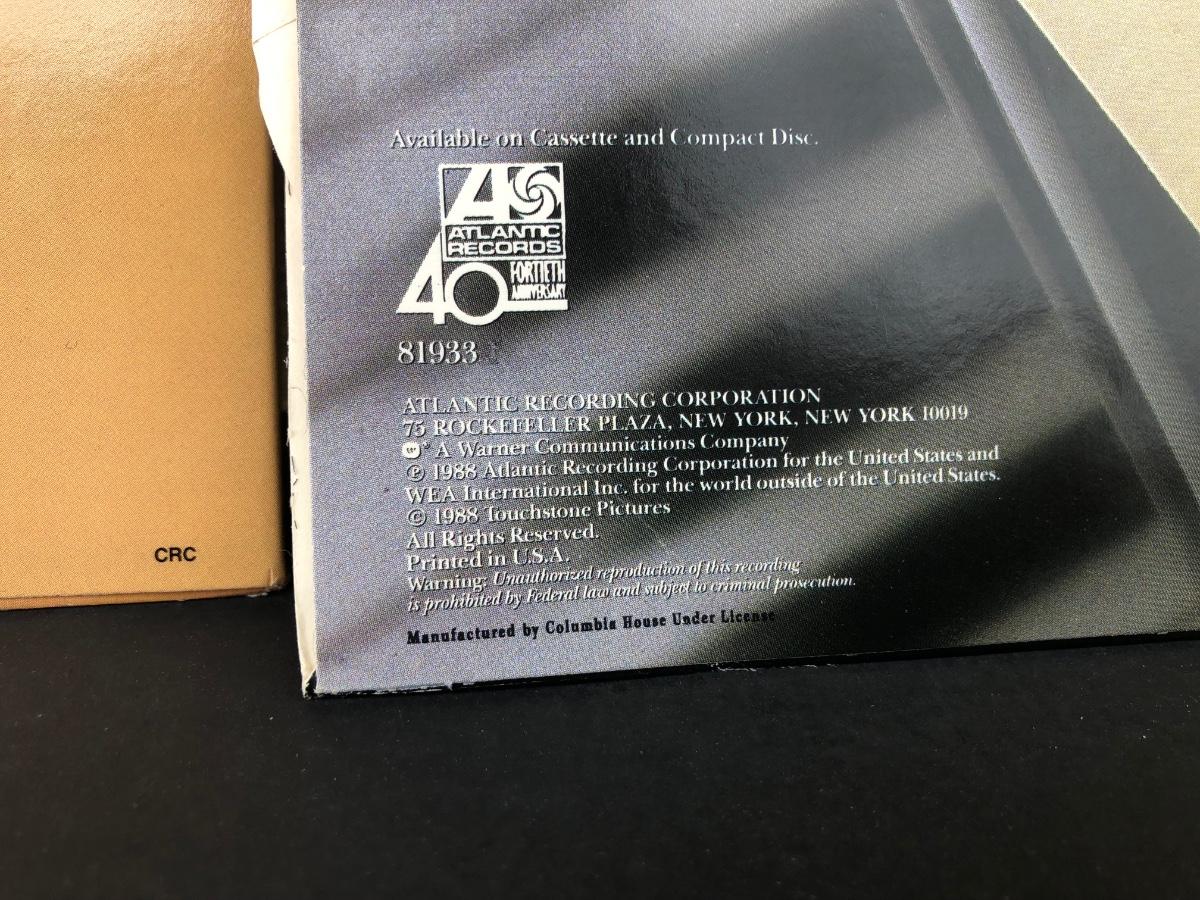 Available on Cassette and Compact Disc.
ATLANTIC
RECORDS
40 FORTIETH
ANNIVERSARY
81933
ATLANTIC RECORDING CORPORATION
75 ROCKEFELLER PLAZA, NEW YORK, NEW YORK 10019
A Warner Communications Company
℗ 1988 Atlantic Recording Corporation for the United States and
WEA International Inc. for the world outside of the United States.
© 1988 Touchstone Pictures
All Rights Reserved.
Printed in U.S.A.
Warning: Unauthorized reproduction of this recording
is prohibited by Federal law and subject to criminal prosecution.
Manufactured by Columbia House Under License
CRC